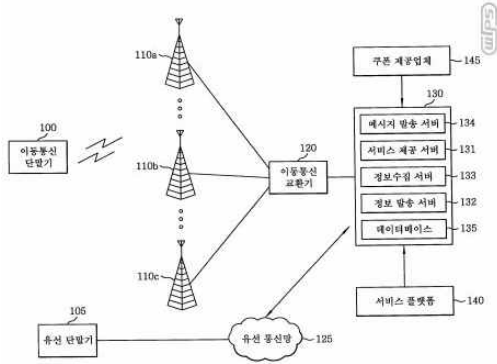 wips
110a
쿠폰 제공업체
145
130
메시지 발송 서버
134
100
이동통신
단말기
110b
120
이동통신
교환기
서비스 제공 서버
131
정보수집 서버
133
정보 발송 서버
132
데이터베이스
135
110c
서비스 플랫폼
140
105
유선 단말기
유선 통신망
125